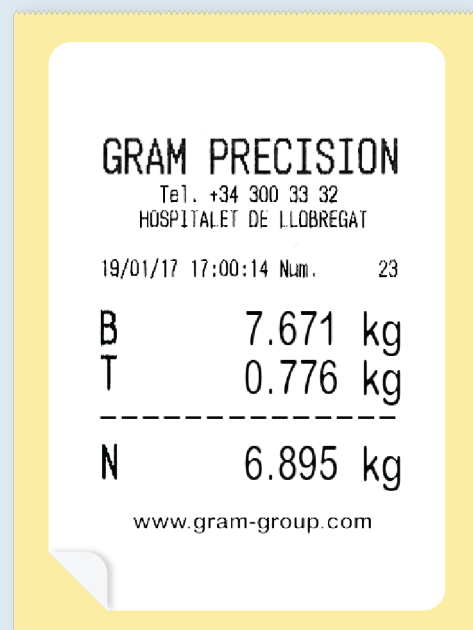 GRAM PRECISION
Tel. +34 300 33 32
HOSPITALET DE LLOBREGAT
19/01/17 17:00:14 Num. 23
B 7.671 kg
T 0.776 kg
---------------
N 6.895 kg
www.gram-group.com